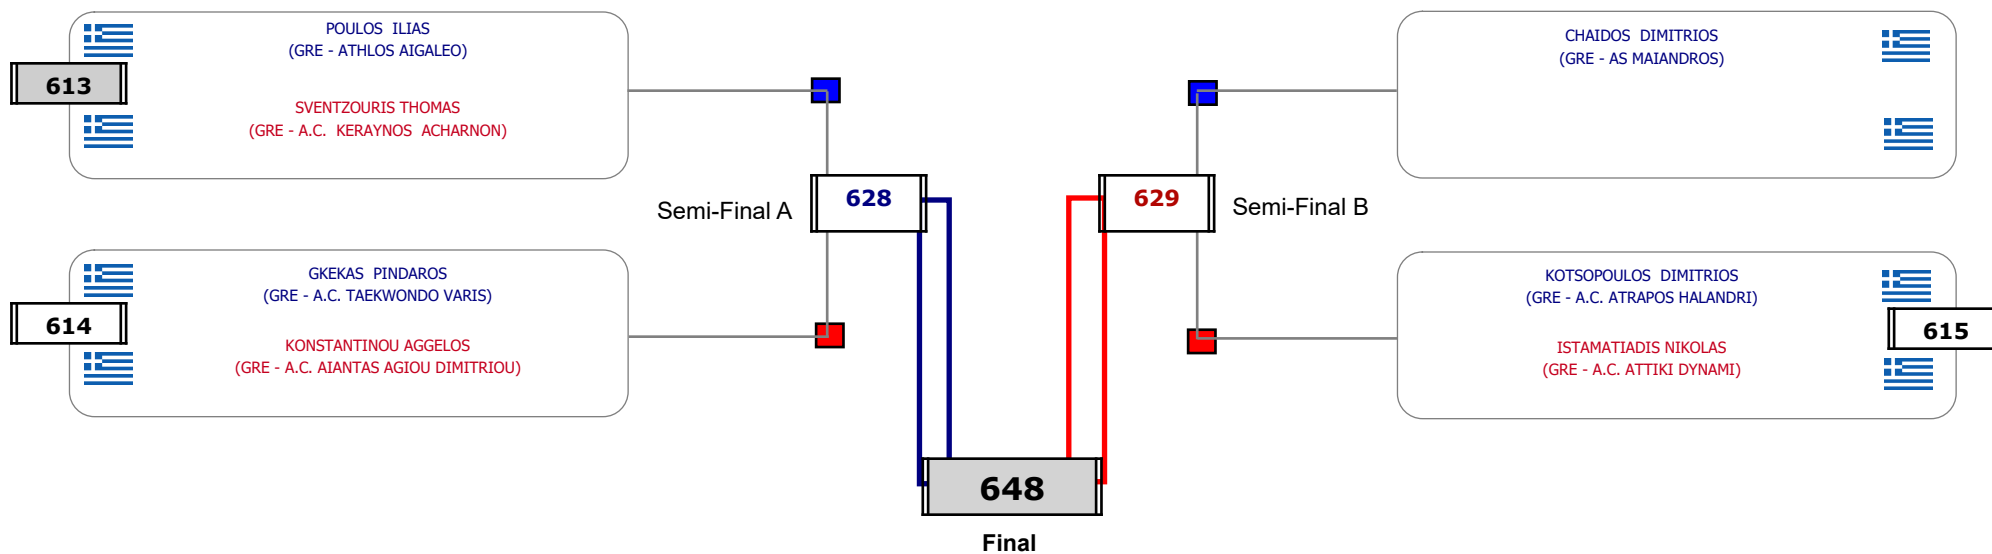 POULOS ILIAS
(GRE - ATHLOS AIGALEO)
613
SVENTZOURIS THOMAS
(GRE - A.C. KERAYNOS ACHARNON)
CHAIDOS DIMITRIOS
(GRE - AS MAIANDROS)
Semi-Final A
628
629
Semi-Final B
GKEKAS PINDAROS
(GRE - A.C. TAEKWONDO VARIS)
614
KONSTANTINOU AGGELOS
(GRE - A.C. AIANTAS AGIOU DIMITRIOU)
KOTSOPOULOS DIMITRIOS
(GRE - A.C. ATRAPOS HALANDRI)
615
ISTAMATIADIS NIKOLAS
(GRE - A.C. ATTIKI DYNAMI)
648
Final